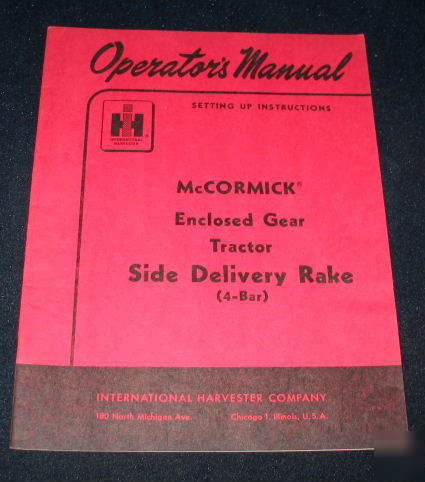 Operator's Manual
SETTING UP INSTRUCTIONS
IH
®
INTERNATIONAL
HARVESTER
McCORMICK®
Enclosed Gear
Tractor
Side Delivery Rake
(4-Bar)
INTERNATIONAL HARVESTER COMPANY
180 North Michigan Ave. Chicago 1, Illinois, U.S.A.